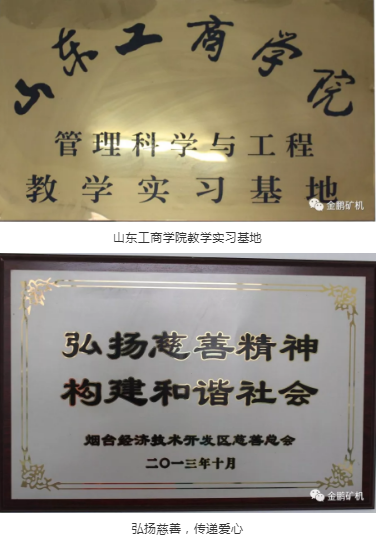 山东工商学院
管理科学与工程
教学实习基地
金鹏矿机
山东工商学院教学实习基地
弘扬慈善精神
构建和谐社会
烟台经济技术开发区慈善总会
二〇一三年十月
金鹏矿机
弘扬慈善，传递爱心